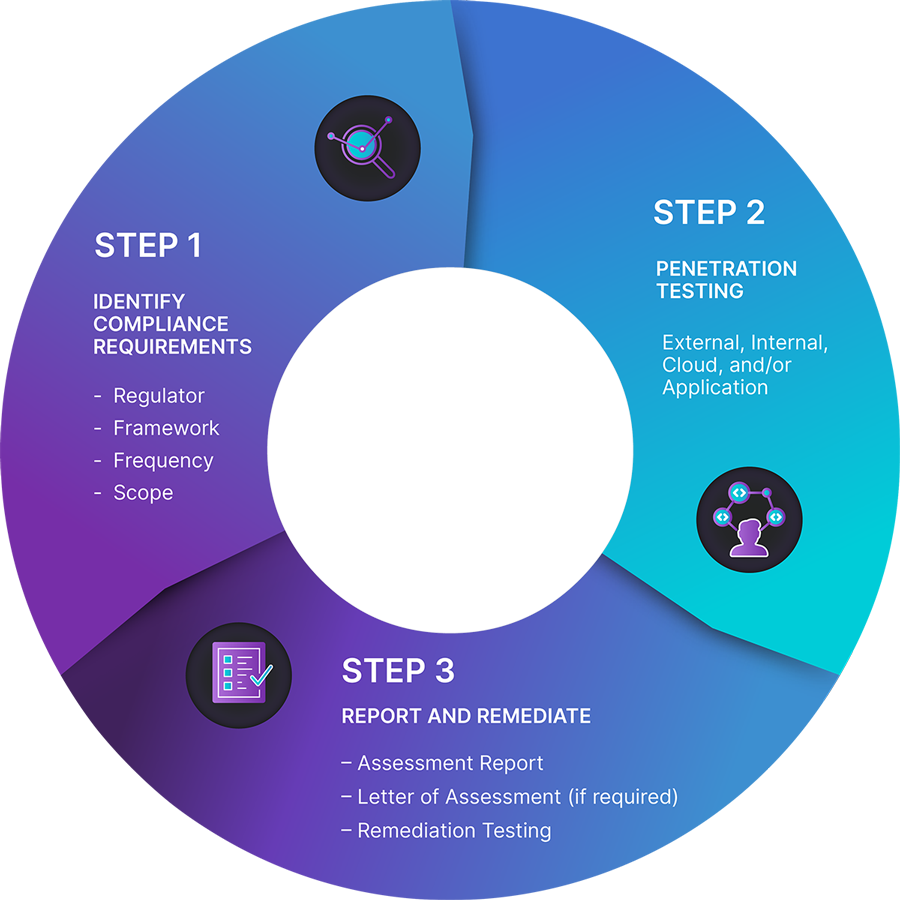 STEP 1
IDENTIFY
COMPLIANCE
REQUIREMENTS
- Regulator
- Framework
- Frequency
- Scope
STEP 2
PENETRATION
TESTING
External, Internal,
Cloud, and/or
Application
STEP 3
REPORT AND REMEDIATE
– Assessment Report
– Letter of Assessment (if required)
– Remediation Testing